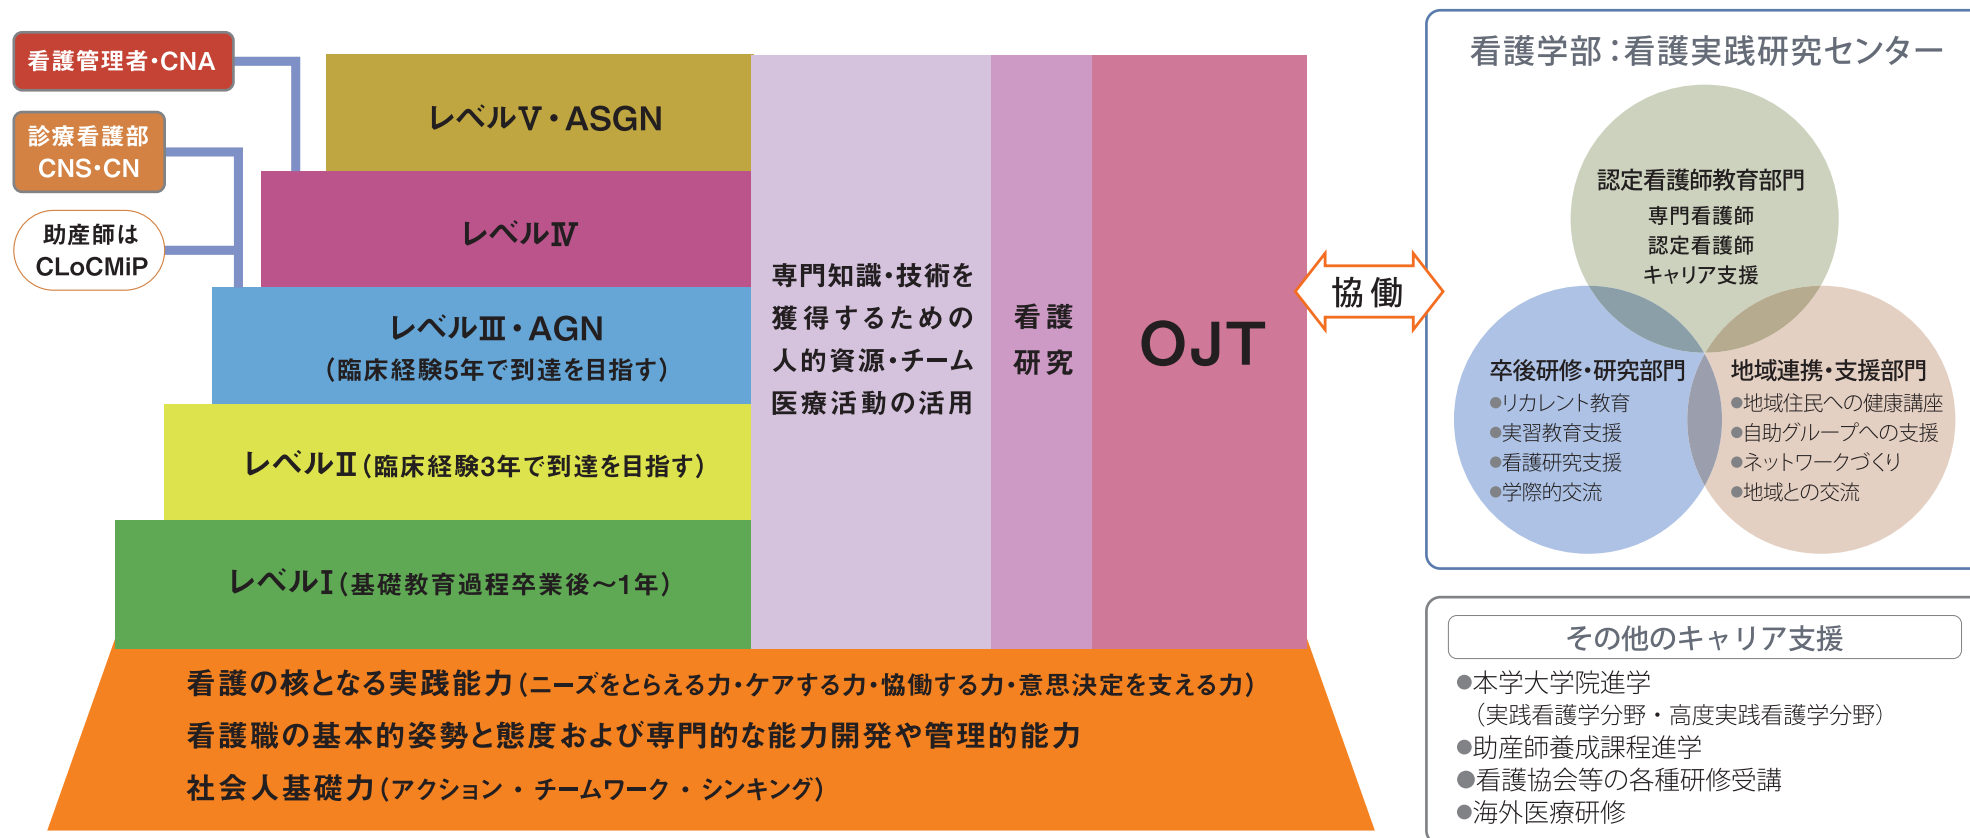 看護管理者・CNA
診療看護部
CNS・CN
助産師は
CLoCMiP
レベルⅤ・ASGN
レベルⅣ
レベルⅢ・AGN
（臨床経験5年で到達を目指す）
レベルⅡ（臨床経験3年で到達を目指す）
レベルⅠ（基礎教育過程卒業後～1年）
専門知識・技術を
獲得するための
人的資源・チーム
医療活動の活用
看護
研究
OJT
看護の核となる実践能力（ニーズをとらえる力・ケアする力・協働する力・意思決定を支える力）
看護職の基本的姿勢と態度および専門的な能力開発や管理的能力
社会人基礎力（アクション・チームワーク・シンキング）
協働
看護学部：看護実践研究センター
認定看護師教育部門
専門看護師
認定看護師
キャリア支援
卒後研修・研究部門
●リカレント教育
●実習教育支援
●看護研究支援
●学際的交流
地域連携・支援部門
●地域住民への健康講座
●自助グループへの支援
●ネットワークづくり
●地域との交流
その他のキャリア支援
●本学大学院進学
（実践看護学分野・高度実践看護学分野）
●助産師養成課程進学
●看護協会等の各種研修受講
●海外医療研修